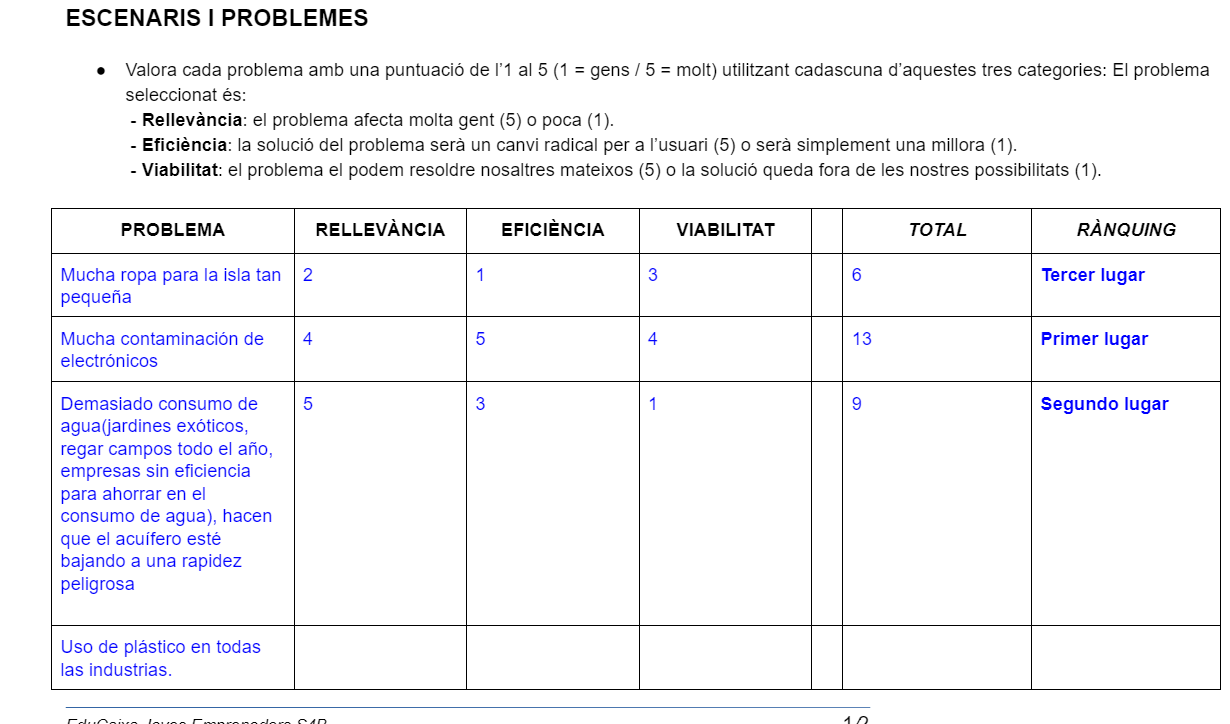 ESCENARIS I PROBLEMES
● Valora cada problema amb una puntuació de l’1 al 5 (1 = gens / 5 = molt) utilitzant cadascuna d’aquestes tres categories: El problema
seleccionat és:
- Rellevància: el problema afecta molta gent (5) o poca (1).
- Eficiència: la solució del problema serà un canvi radical per a l’usuari (5) o serà simplement una millora (1).
- Viabilitat: el problema el podem resoldre nosaltres mateixos (5) o la solució queda fora de les nostres possibilitats (1).
PROBLEMA RELLEVÀNCIA EFICIÈNCIA VIABILITAT TOTAL RÀNQUING
Mucha ropa para la isla tan 2 1 3 6 Tercer lugar
pequeña
Mucha contaminación de 4 5 4 13 Primer lugar
electrónicos
Demasiado consumo de 5 3 1 9 Segundo lugar
agua(jardines exóticos,
regar campos todo el año,
empresas sin eficiencia
para ahorrar en el
consumo de agua), hacen
que el acuífero esté
bajando a una rapidez
peligrosa
Uso de plástico en todas
las industrias.
EduCaixa Joves Emprenedors S4B 1/2